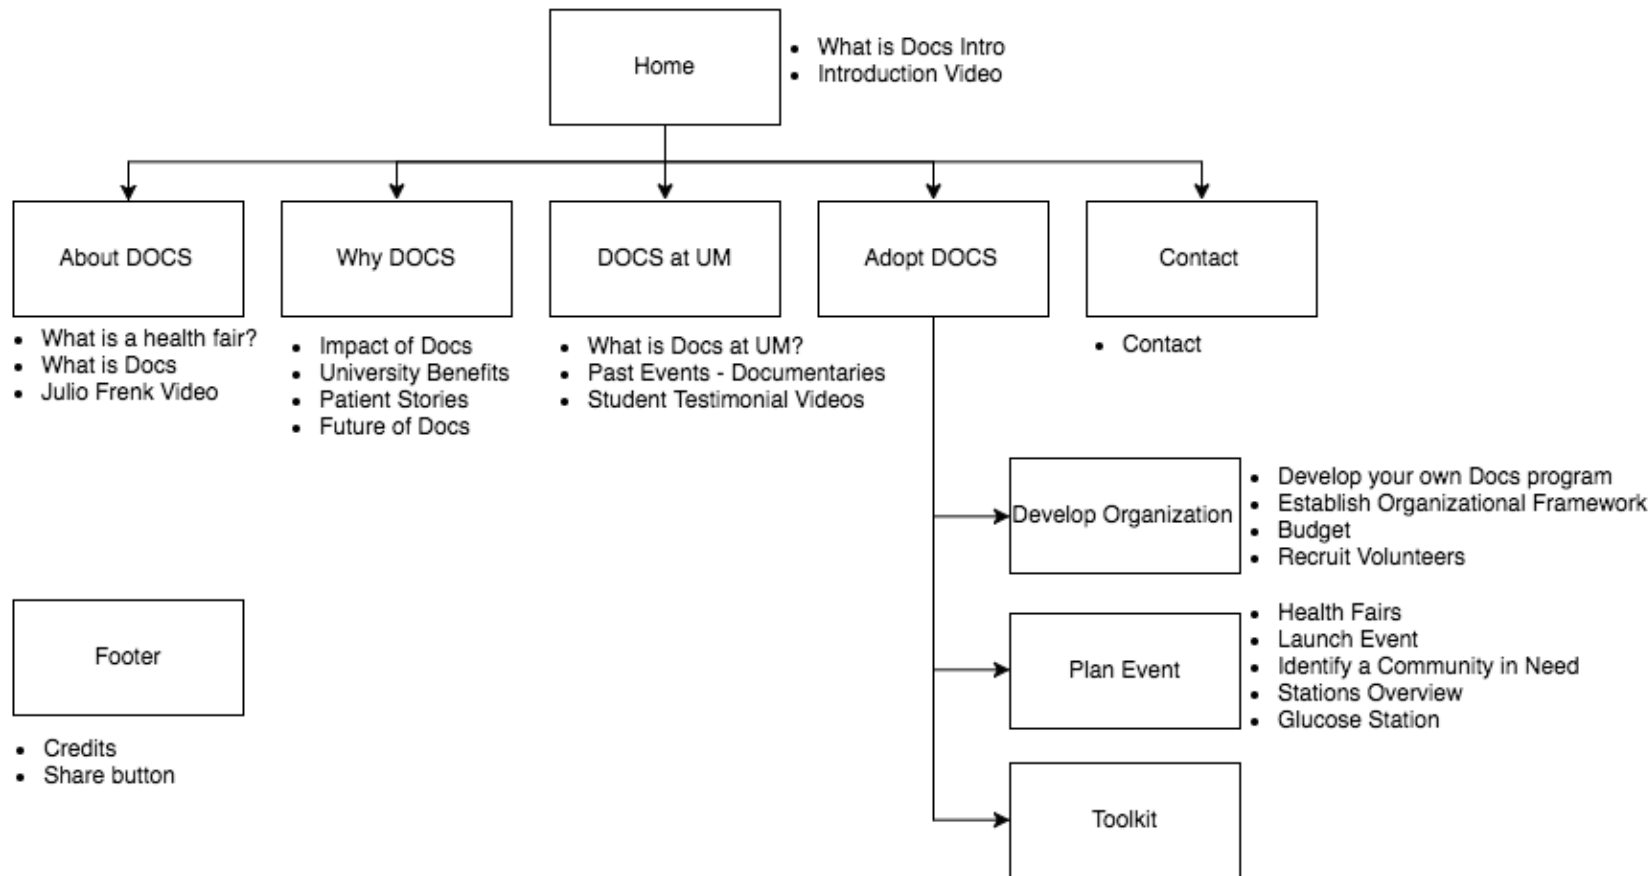 Home
• What is Docs Intro
• Introduction Video
About DOCS
Why DOCS
DOCS at UM
Adopt DOCS
Contact
• What is a health fair?
• What is Docs
• Julio Frenk Video
• Impact of Docs
• University Benefits
• Patient Stories
• Future of Docs
• What is Docs at UM?
• Past Events - Documentaries
• Student Testimonial Videos
• Contact
Develop Organization
• Develop your own Docs program
• Establish Organizational Framework
• Budget
• Recruit Volunteers
Plan Event
• Health Fairs
• Launch Event
• Identify a Community in Need
• Stations Overview
• Glucose Station
Toolkit
Footer
• Credits
• Share button